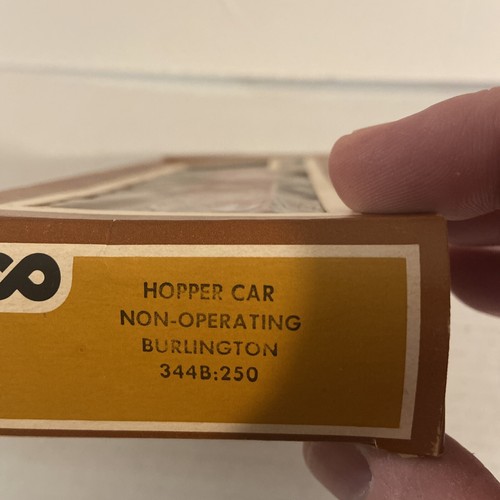 HOPPER CAR
NON-OPERATING
BURLINGTON
344B:250